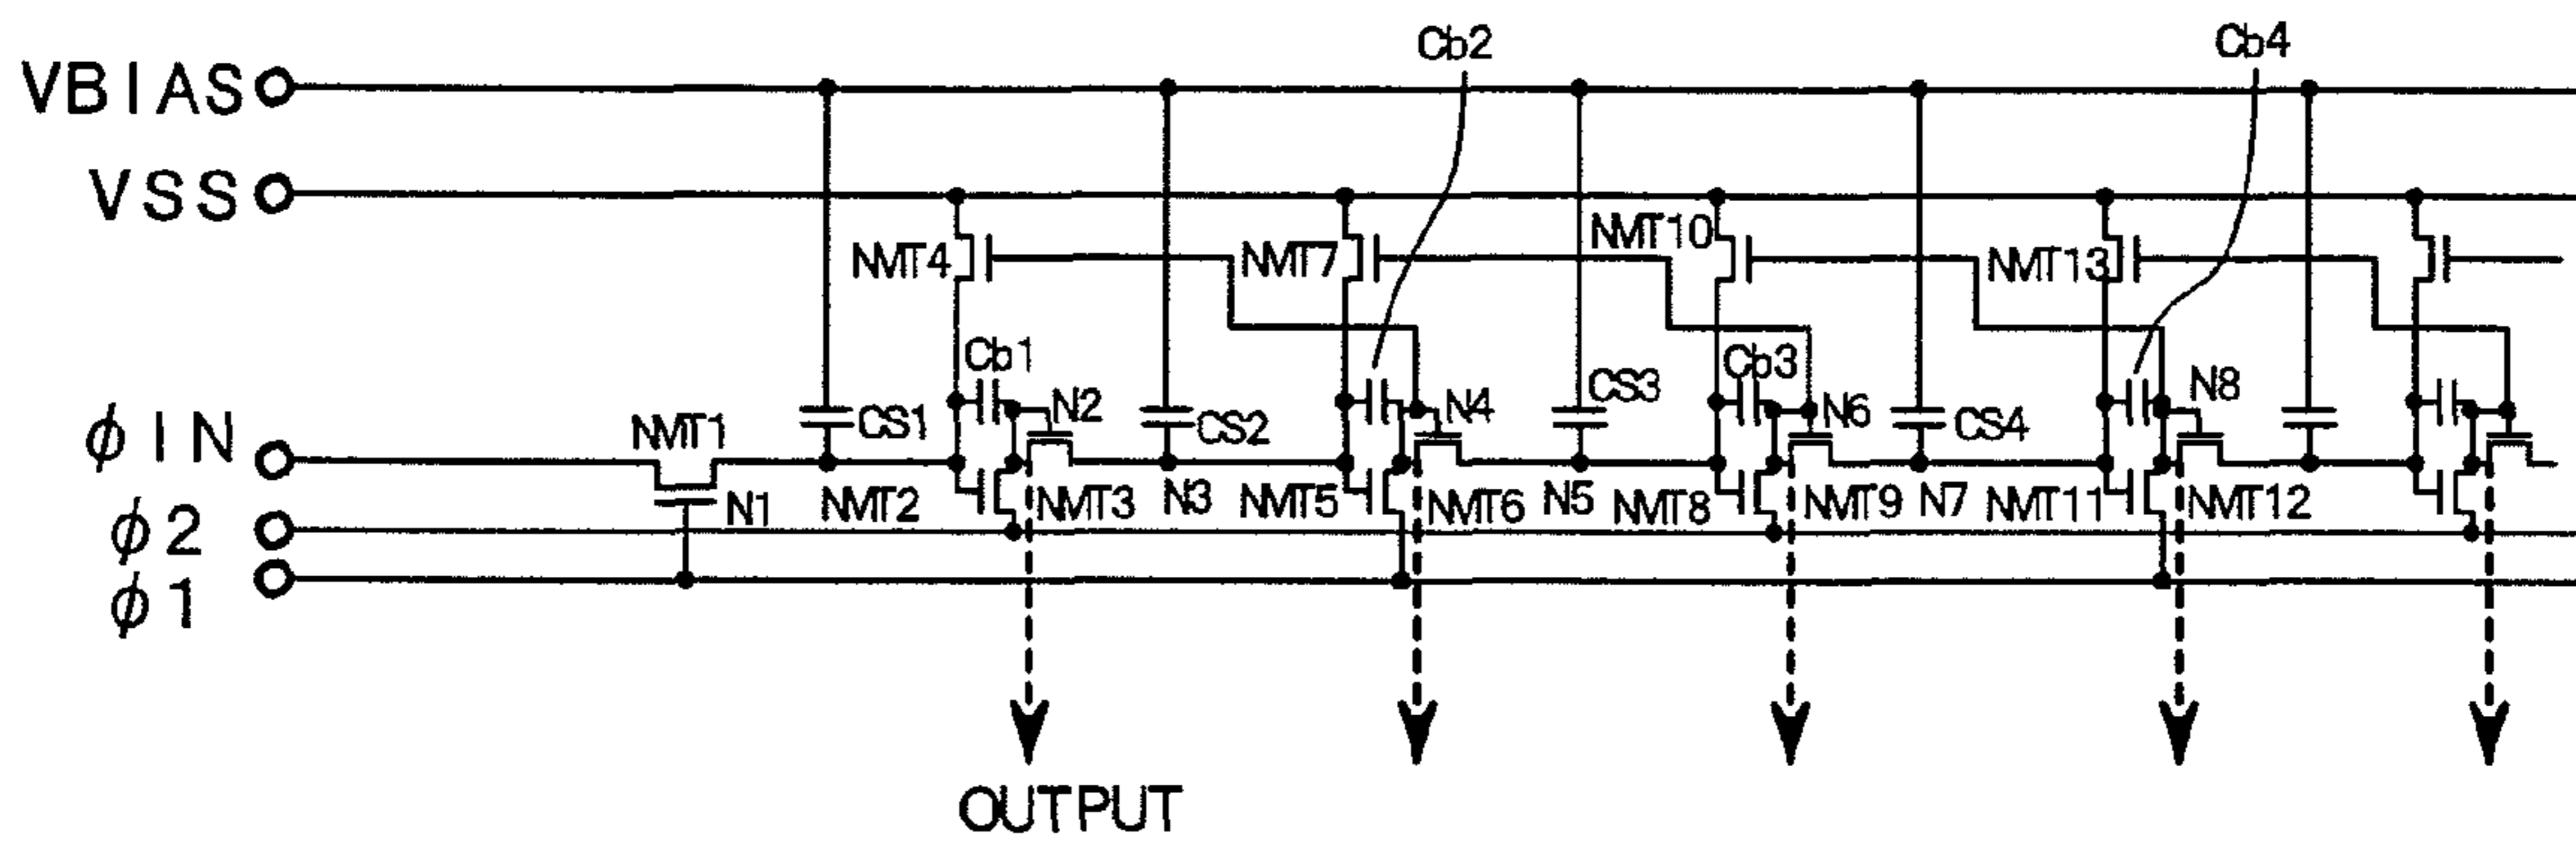 Cb2
Cb4
VBIAS
VSS
NMT4
NMT7
NMT10
NMT13
Cb1
Cb3
N2
CS1
CS2
N4
CS3
N6
CS4
N8
φIN
NMT1
N1
NMT2
NMT3
N3
NMT5
NMT6
N5
NMT8
NMT9
N7
NMT11
NMT12
φ2
φ1
OUTPUT